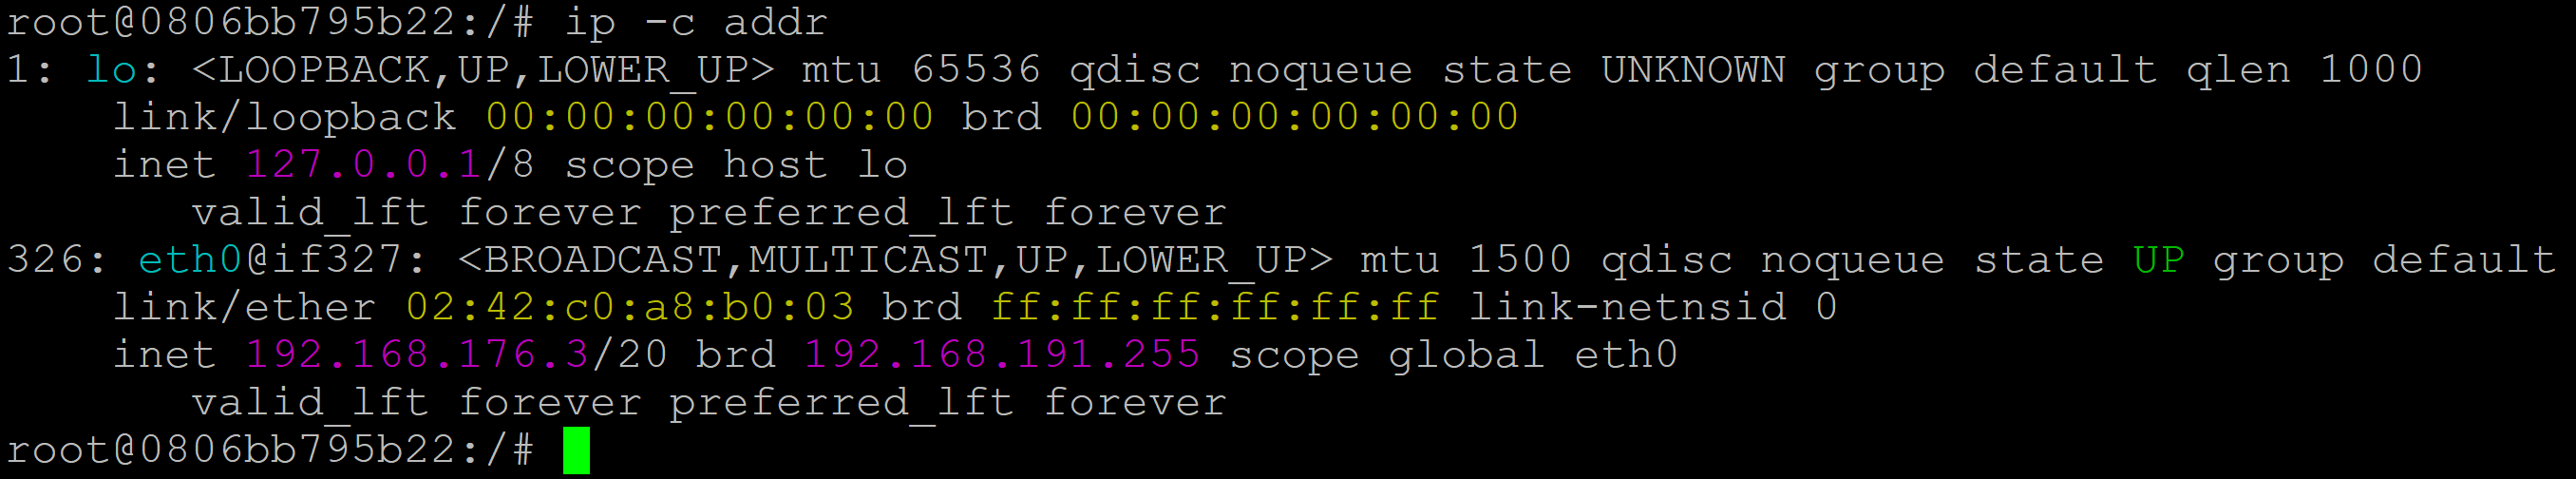 root@0806bb795b22:/# ip -c addr
1: lo: <LOOPBACK,UP,LOWER_UP> mtu 65536 qdisc noqueue state UNKNOWN group default qlen 1000
    link/loopback 00:00:00:00:00:00 brd 00:00:00:00:00:00
    inet 127.0.0.1/8 scope host lo
       valid_lft forever preferred_lft forever
326: eth0@if327: <BROADCAST,MULTICAST,UP,LOWER_UP> mtu 1500 qdisc noqueue state UP group default
    link/ether 02:42:c0:a8:b0:03 brd ff:ff:ff:ff:ff:ff link-netnsid 0
    inet 192.168.176.3/20 brd 192.168.191.255 scope global eth0
       valid_lft forever preferred_lft forever
root@0806bb795b22:/#